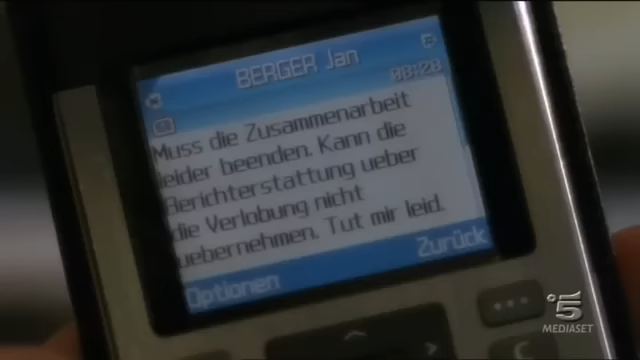 BERGER Jan
08:28
Muss die Zusammenarbeit
leider beenden. Kann die
Berichterstattung ueber
die Verlobung nicht
uebernehmen. Tut mir leid.
Optionen Zurück
5
MEDIASET